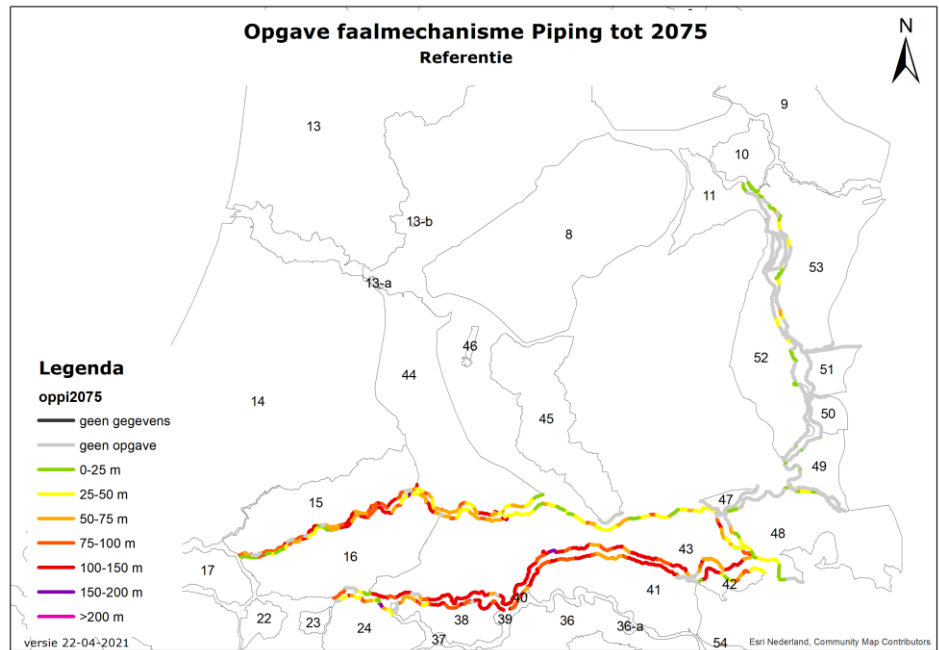 Opgave faalmechanisme Piping tot 2075
Referentie
N
9
13
10
11
13-b
8
53
13-a
46
52
51
44
14
45
50
49
47
15
48
43
16
17
42
41
40
22
23
24
38
39
36
36-a
37
54
Legenda
oppi2075
geen gegevens
geen opgave
0-25 m
25-50 m
50-75 m
75-100 m
100-150 m
150-200 m
>200 m
versie 22-04-2021
Esri Nederland, Community Map Contributors